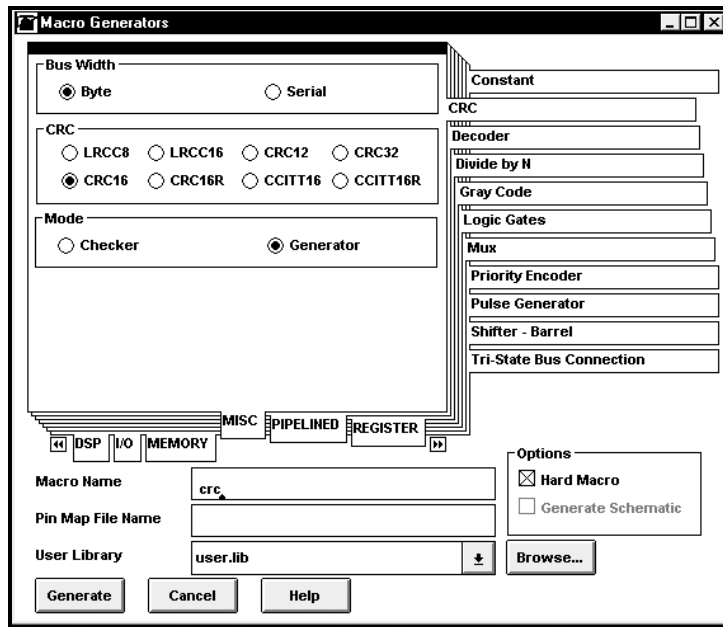 Macro Generators
Bus Width
Byte Serial
CRC
LRCC8 LRCC16 CRC12 CRC32
CRC16 CRC16R CCITT16 CCITT16R
Mode
Checker Generator
Constant
CRC
Decoder
Divide by N
Gray Code
Logic Gates
Mux
Priority Encoder
Pulse Generator
Shifter - Barrel
Tri-State Bus Connection
DSP I/O MEMORY MISC PIPELINED REGISTER
Macro Name crc
Pin Map File Name
User Library user.lib
Options
Hard Macro
Generate Schematic
Browse...
Generate Cancel Help